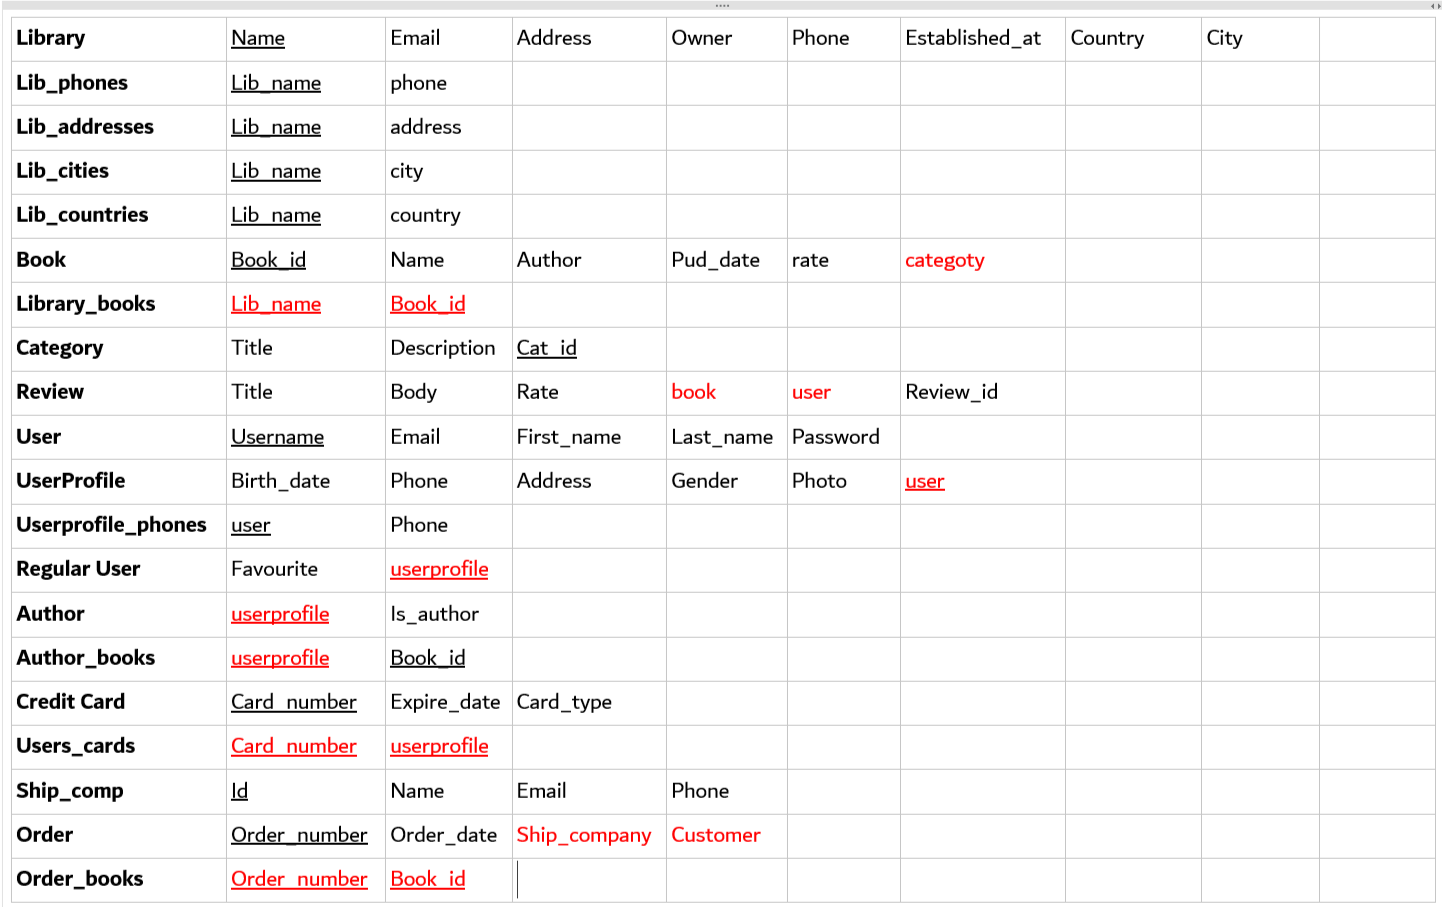 Library Name Email Address Owner Phone Established_at Country City
Lib_phones Lib_name phone
Lib_addresses Lib_name address
Lib_cities Lib_name city
Lib_countries Lib_name country
Book Book_id Name Author Pud_date rate categoty
Library_books Lib_name Book_id
Category Title Description Cat_id
Review Title Body Rate book user Review_id
User Username Email First_name Last_name Password
UserProfile Birth_date Phone Address Gender Photo user
Userprofile_phones user Phone
Regular User Favourite userprofile
Author userprofile Is_author
Author_books userprofile Book_id
Credit Card Card_number Expire_date Card_type
Users_cards Card_number userprofile
Ship_comp Id Name Email Phone
Order Order_number Order_date Ship_company Customer
Order_books Order_number Book_id